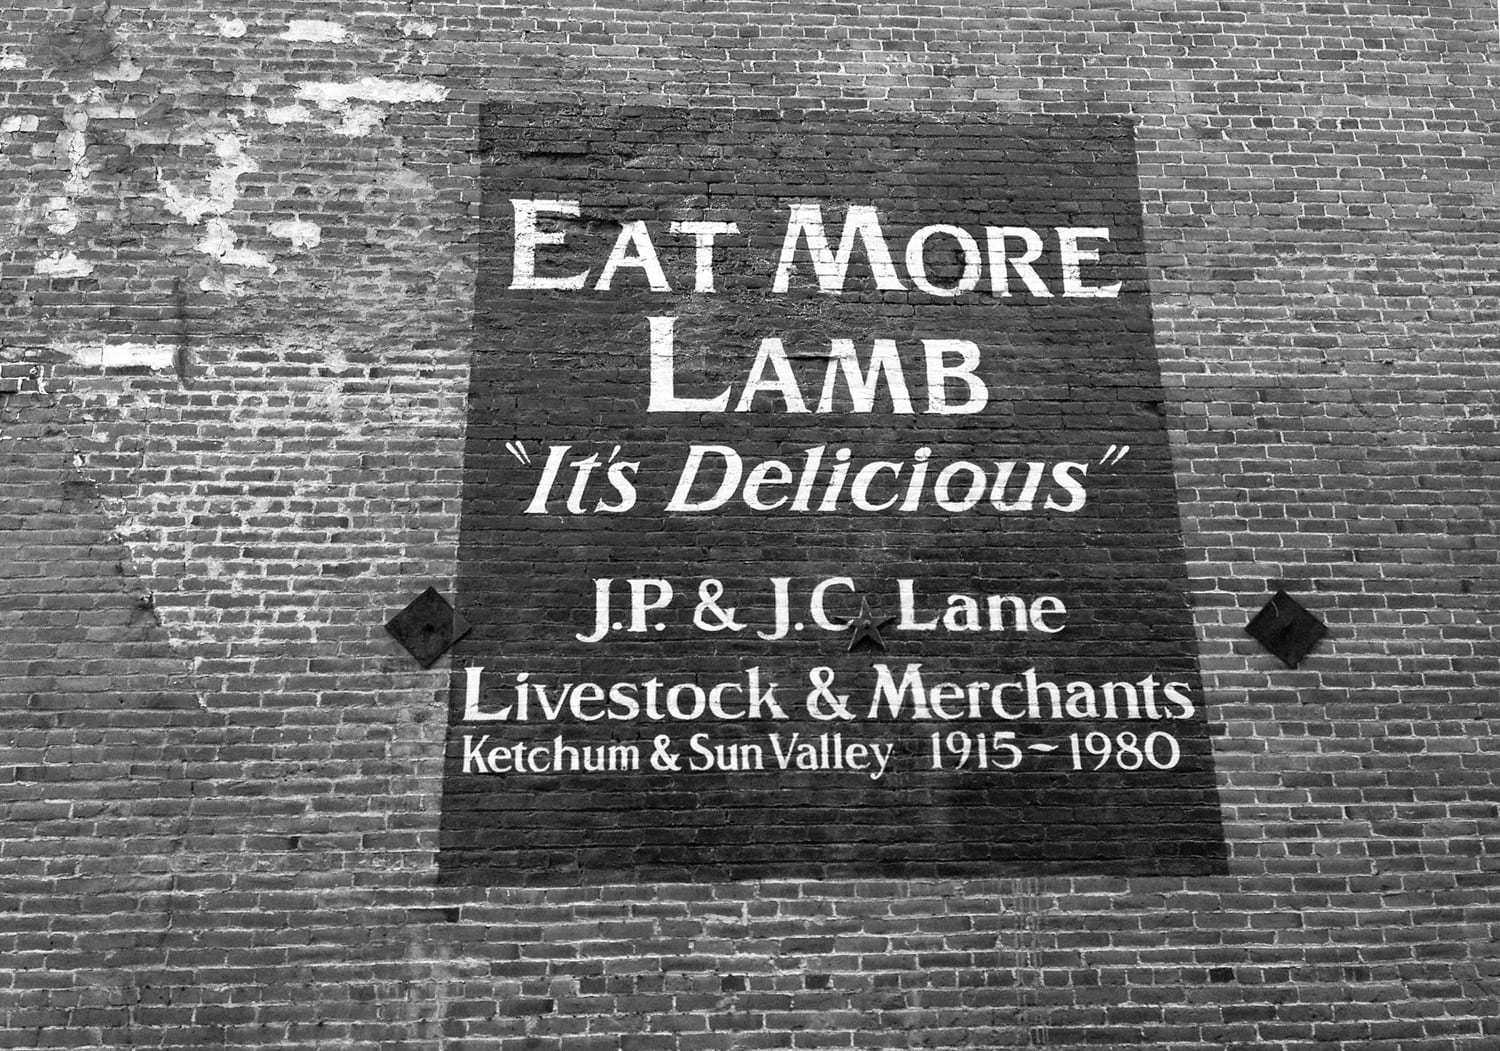 EAT MORE
LAMB
"It's Delicious"
J.P. & J.C. Lane
Livestock & Merchants
Ketchum & Sun Valley 1915~1980